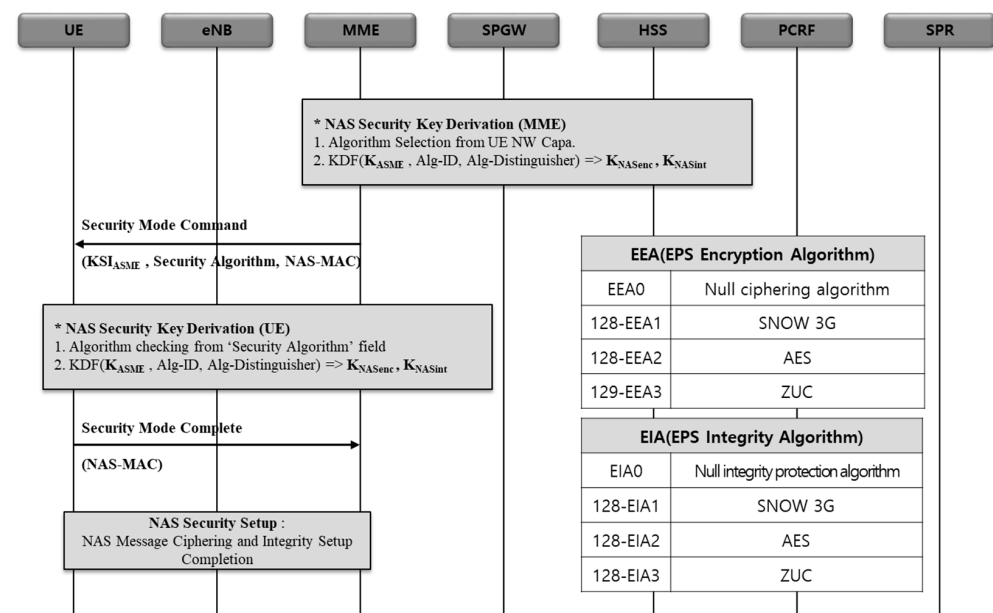 UE eNB MME SPGW HSS PCRF SPR
* NAS Security Key Derivation (MME)
1. Algorithm Selection from UE NW Capa.
2. KDF(KASME , Alg-ID, Alg-Distinguisher) => KNASenc , KNASint
Security Mode Command
(KSIASME , Security Algorithm, NAS-MAC)
* NAS Security Key Derivation (UE)
1. Algorithm checking from ‘Security Algorithm’ field
2. KDF(KASME , Alg-ID, Alg-Distinguisher) => KNASenc , KNASint
Security Mode Complete
(NAS-MAC)
NAS Security Setup :
NAS Message Ciphering and Integrity Setup
Completion
EEA(EPS Encryption Algorithm)
EEA0 Null ciphering algorithm
128-EEA1 SNOW 3G
128-EEA2 AES
129-EEA3 ZUC
EIA(EPS Integrity Algorithm)
EIA0 Null integrity protection algorithm
128-EIA1 SNOW 3G
128-EIA2 AES
128-EIA3 ZUC